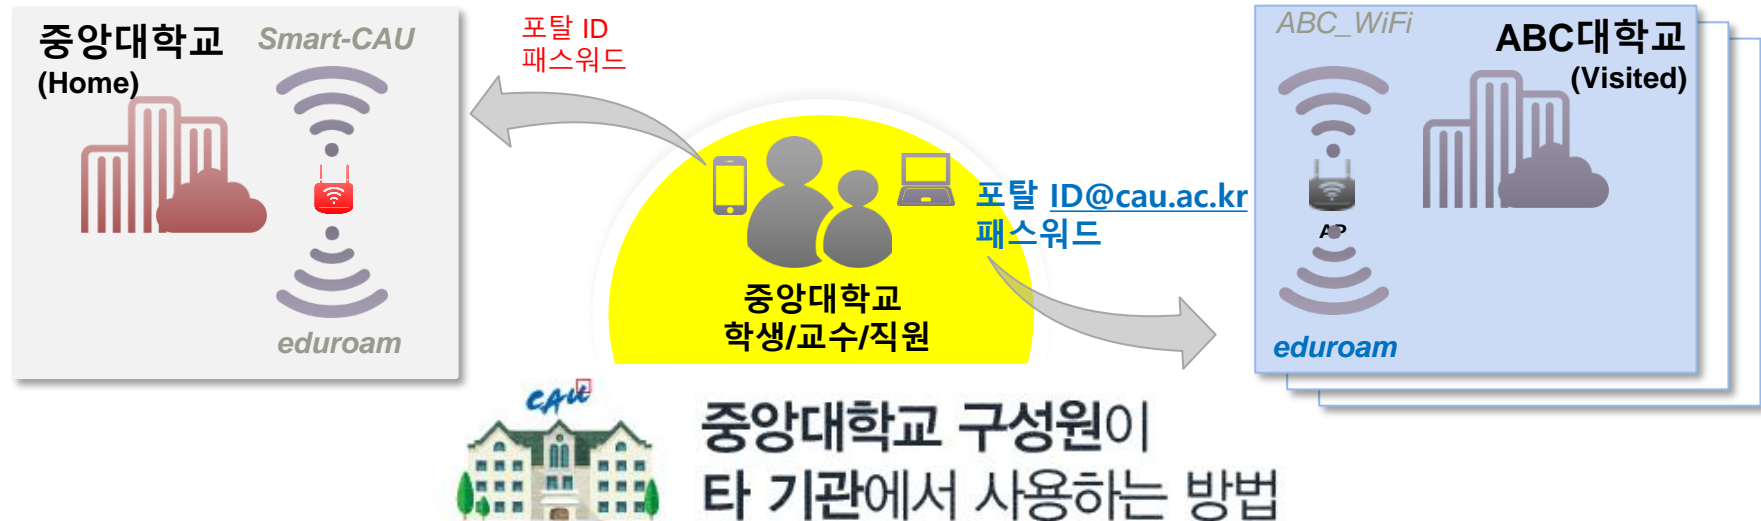 중앙대학교
(Home)
Smart-CAU
eduroam
포탈 ID
패스워드
중앙대학교
학생/교수/직원
포탈 ID@cau.ac.kr
패스워드
ABC_WiFi
ABC대학교
(Visited)
AP
eduroam
CAU
중앙대학교 구성원이
타 기관에서 사용하는 방법